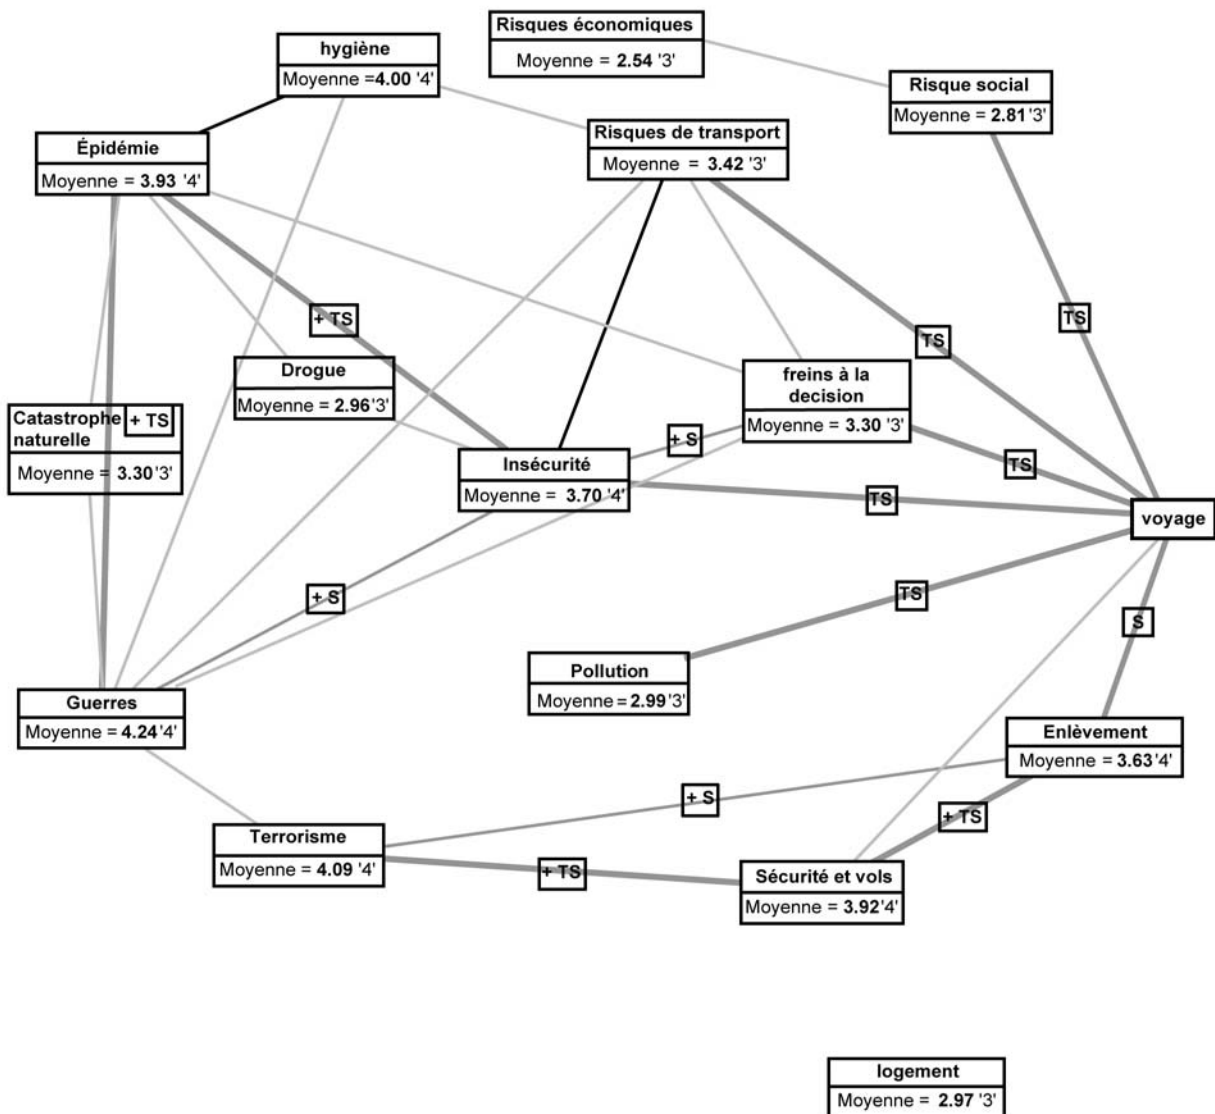 Risques économiques
Moyenne = 2.54 '3'
hygiène
Moyenne =4.00 '4'
Risque social
Moyenne = 2.81 '3'
Risques de transport
Moyenne = 3.42 '3'
Épidémie
Moyenne = 3.93 '4'
+ TS
TS
TS
Drogue
Moyenne = 2.96 '3'
freins à la
decision
Moyenne = 3.30 '3'
Catastrophe
naturelle
+ TS
Moyenne = 3.30 '3'
+ S
Insécurité
Moyenne = 3.70 '4'
TS
TS
voyage
+ S
TS
S
Pollution
Moyenne = 2.99 '3'
Guerres
Moyenne = 4.24 '4'
Enlèvement
Moyenne = 3.63 '4'
+ S
+ TS
Terrorisme
Moyenne = 4.09 '4'
+ TS
Sécurité et vols
Moyenne = 3.92 '4'
logement
Moyenne = 2.97 '3'